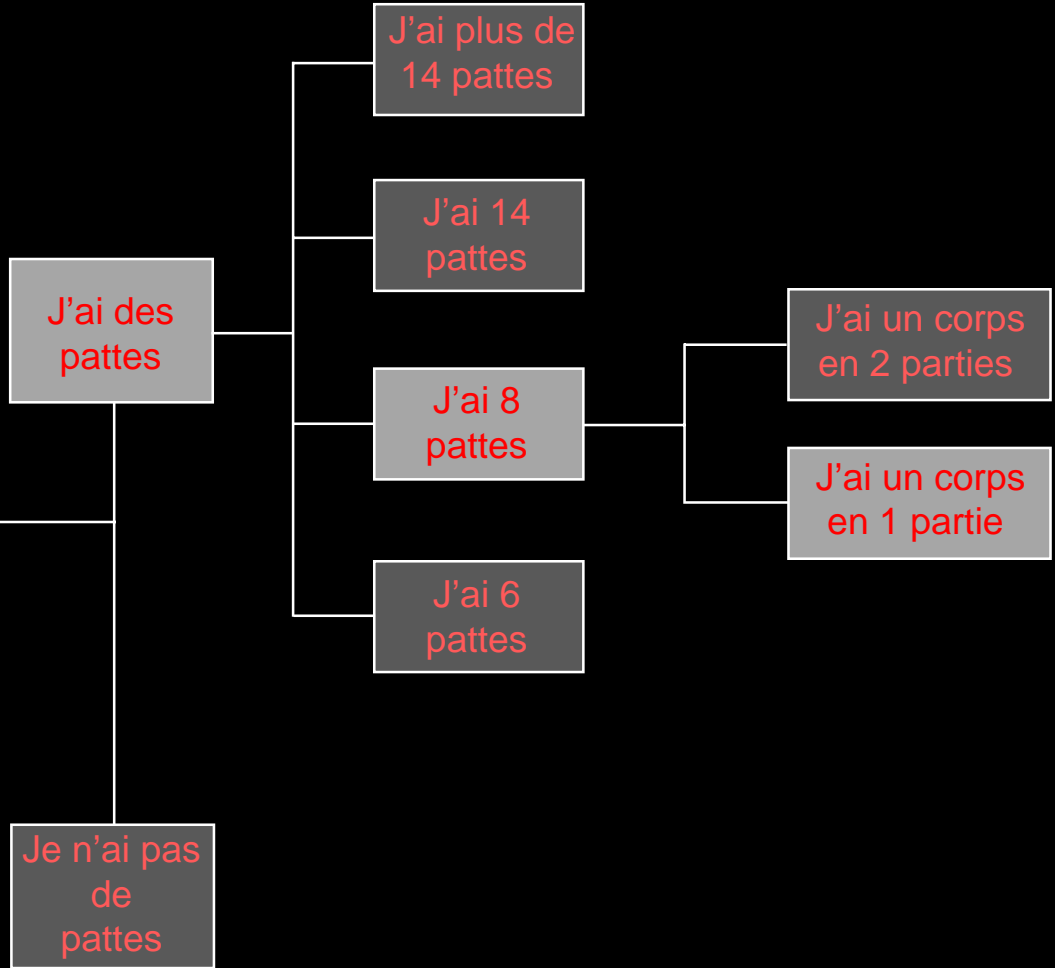 J'ai plus de
14 pattes
J'ai 14
pattes
J'ai des
pattes
J'ai 8
pattes
J'ai un corps
en 2 parties
J'ai un corps
en 1 partie
J'ai 6
pattes
Je n'ai pas
de
pattes